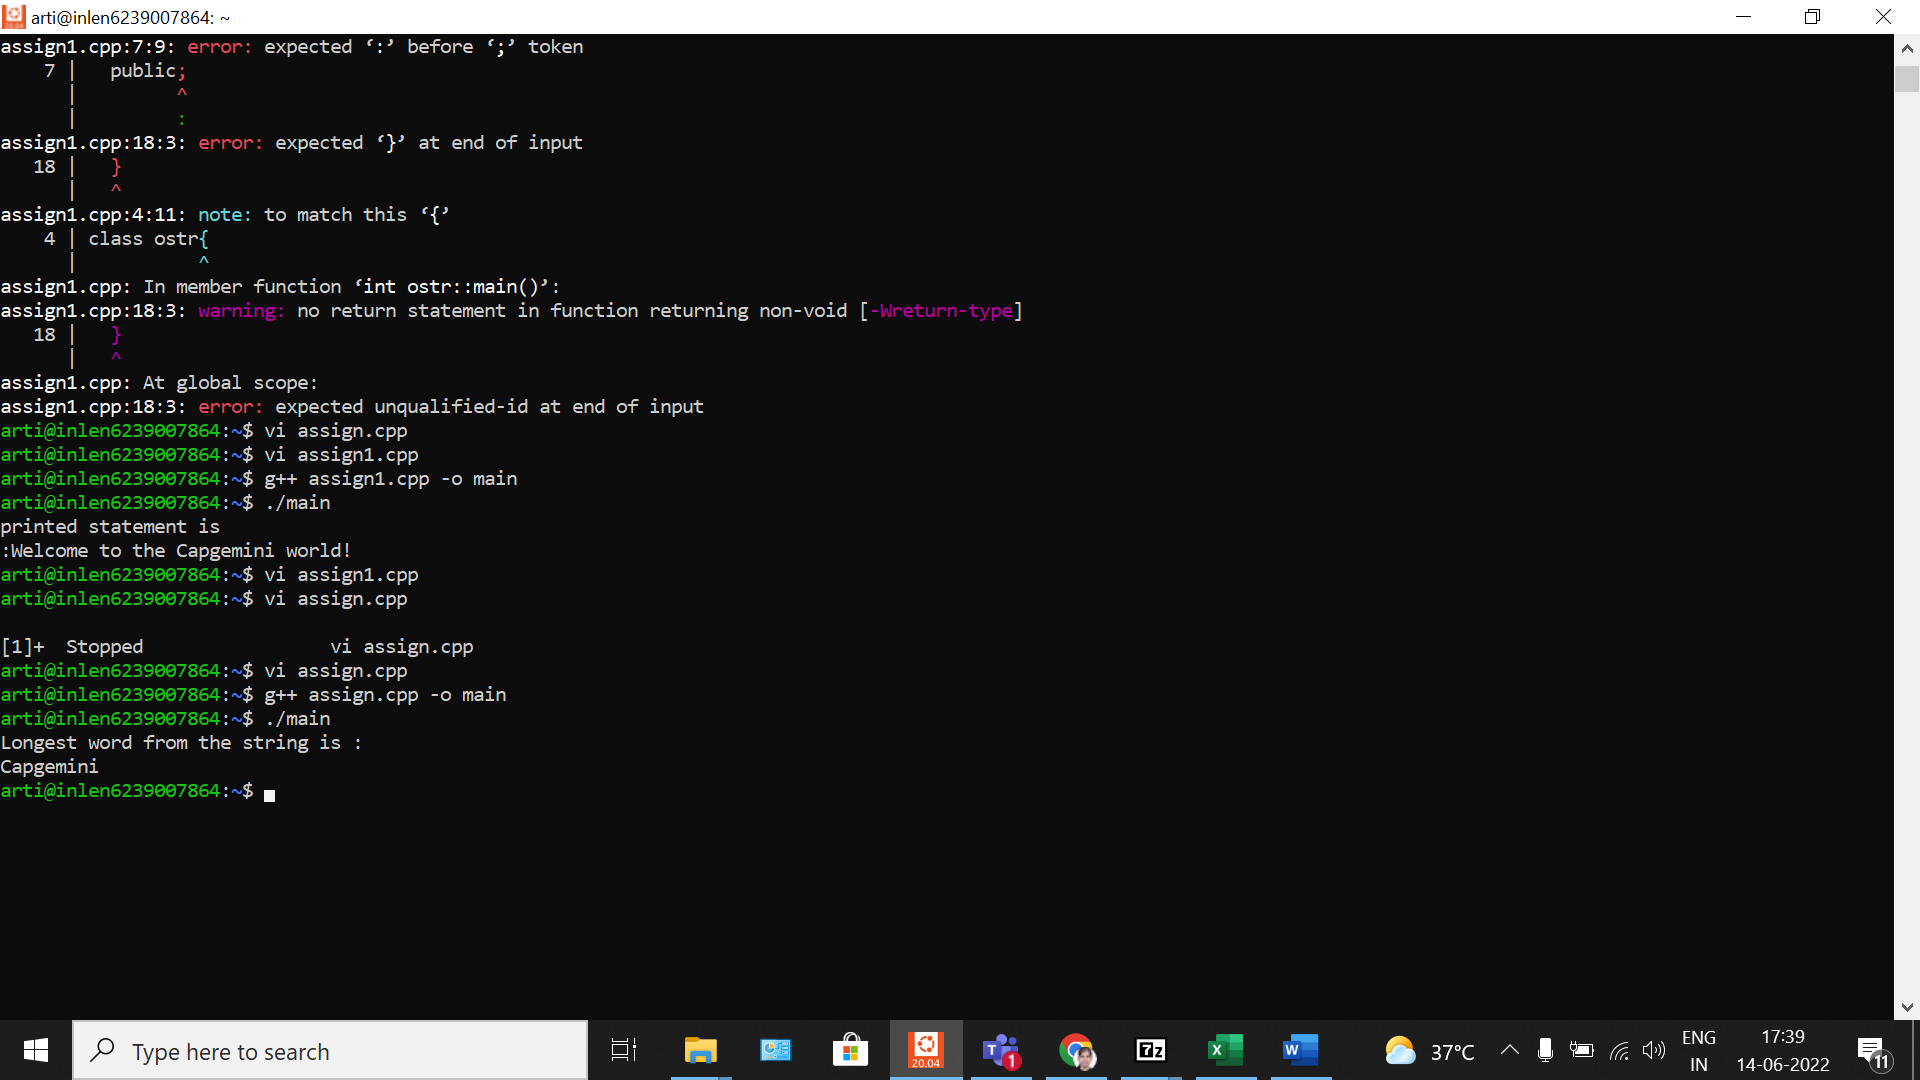 arti@inlen6239007864: ~
assign1.cpp:7:9: error: expected ‘:’ before ‘;’ token
    7 |   public;
      |         ^
      |         :
assign1.cpp:18:3: error: expected ‘}’ at end of input
   18 |   }
      |   ^
assign1.cpp:4:11: note: to match this ‘{’
    4 | class ostr{
      |           ^
assign1.cpp: In member function ‘int ostr::main()’:
assign1.cpp:18:3: warning: no return statement in function returning non-void [-Wreturn-type]
   18 |   }
      |   ^
assign1.cpp: At global scope:
assign1.cpp:18:3: error: expected unqualified-id at end of input
arti@inlen6239007864:~$ vi assign.cpp
arti@inlen6239007864:~$ vi assign1.cpp
arti@inlen6239007864:~$ g++ assign1.cpp -o main
arti@inlen6239007864:~$ ./main
printed statement is
:Welcome to the Capgemini world!
arti@inlen6239007864:~$ vi assign1.cpp
arti@inlen6239007864:~$ vi assign.cpp
[1]+  Stopped                 vi assign.cpp
arti@inlen6239007864:~$ vi assign.cpp
arti@inlen6239007864:~$ g++ assign.cpp -o main
arti@inlen6239007864:~$ ./main
Longest word from the string is :
Capgemini
arti@inlen6239007864:~$
Type here to search
20.04
T
1
7z
X
W
37°C
ENG
IN
17:39
14-06-2022
11